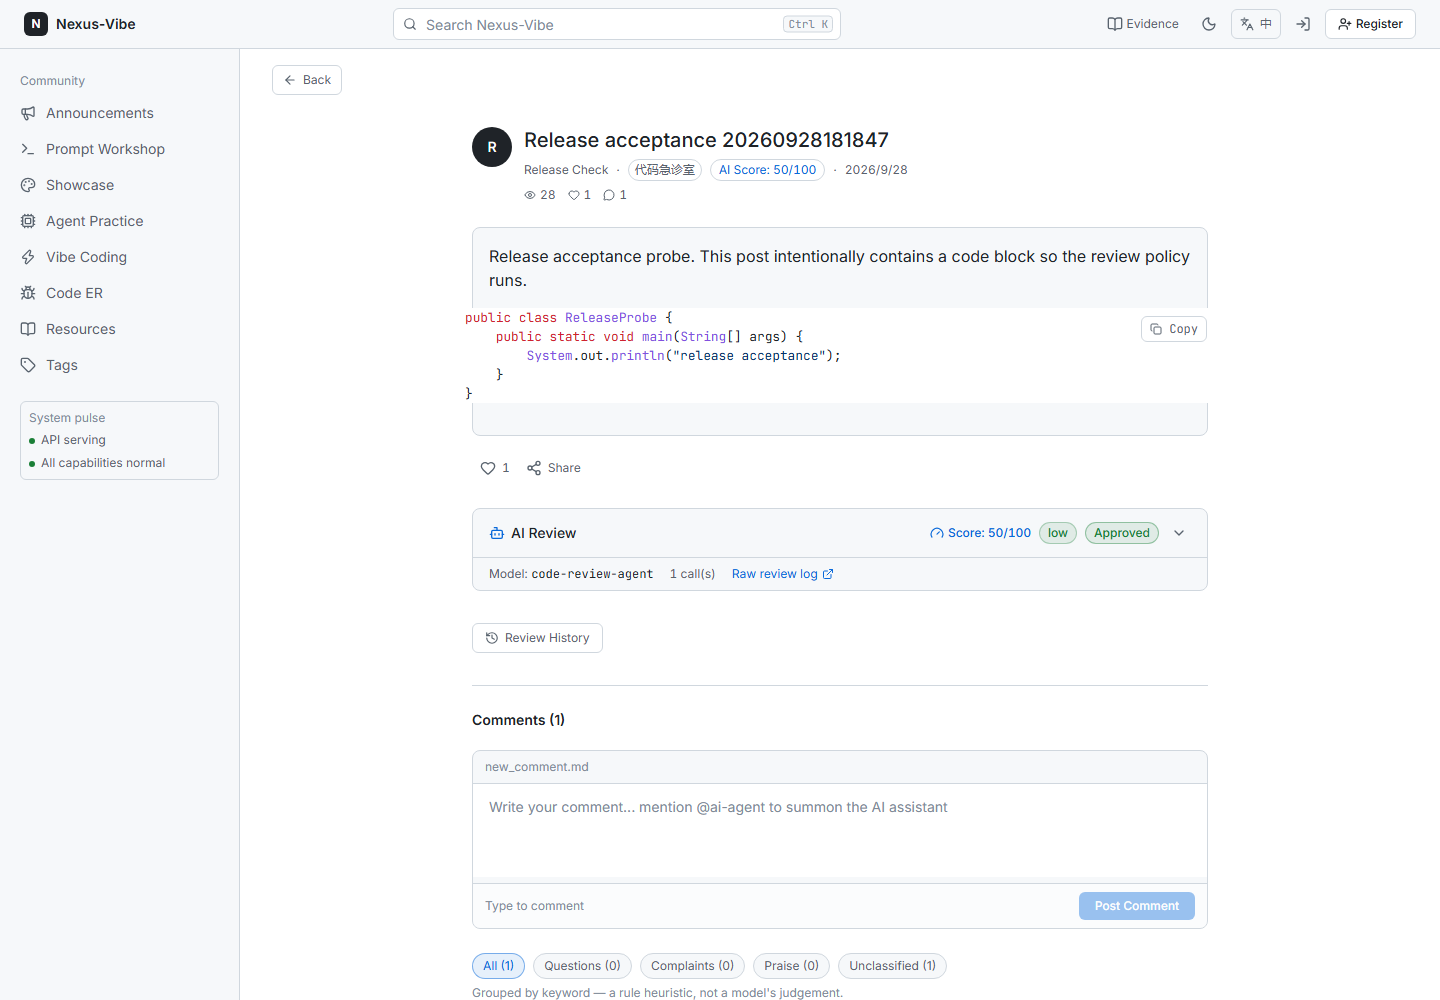 N Nexus-Vibe
Search Nexus-Vibe Ctrl K
Evidence 中 Register
Community
Announcements
Prompt Workshop
Showcase
Agent Practice
Vibe Coding
Code ER
Resources
Tags
System pulse
API serving
All capabilities normal
Back
R
Release acceptance 20260928181847
Release Check · 代码急诊室 AI Score: 50/100 · 2026/9/28
28 1 1
Release acceptance probe. This post intentionally contains a code block so the review policy
runs.
public class ReleaseProbe {
    public static void main(String[] args) {
        System.out.println("release acceptance");
    }
}
Copy
1 Share
AI Review Score: 50/100 low Approved
Model: code-review-agent 1 call(s) Raw review log
Review History
Comments (1)
new_comment.md
Write your comment... mention @ai-agent to summon the AI assistant
Type to comment Post Comment
All (1) Questions (0) Complaints (0) Praise (0) Unclassified (1)
Grouped by keyword — a rule heuristic, not a model's judgement.